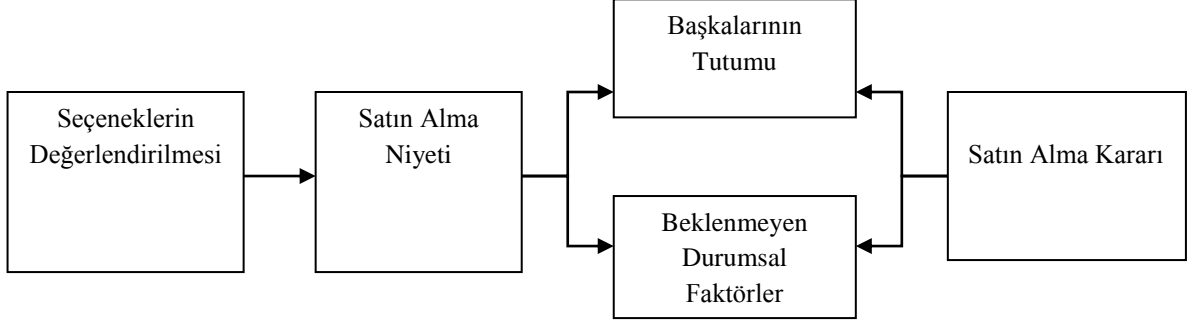 Seçeneklerin
Değerlendirilmesi
Satın Alma
Niyeti
Başkalarının
Tutumu
Beklenmeyen
Durumsal
Faktörler
Satın Alma Kararı